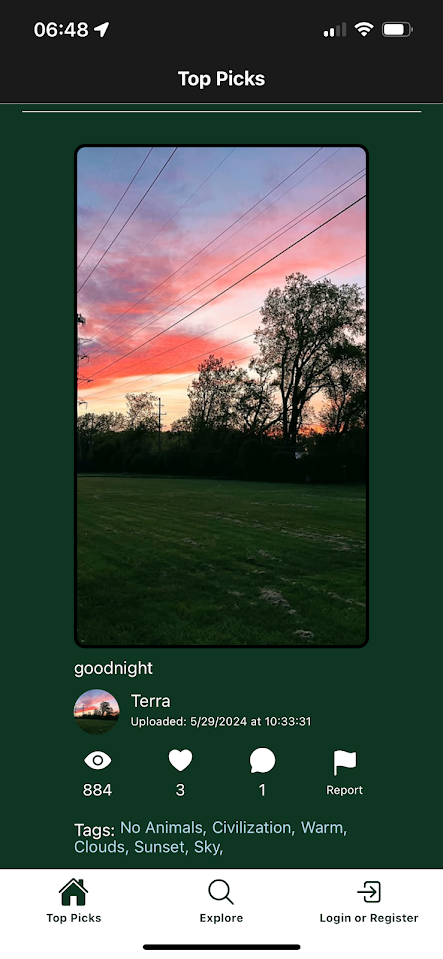 06:48
Top Picks
goodnight
Terra
Uploaded: 5/29/2024 at 10:33:31
884
3
1
Report
Tags: No Animals, Civilization, Warm,
Clouds, Sunset, Sky,
Top Picks
Explore
Login or Register